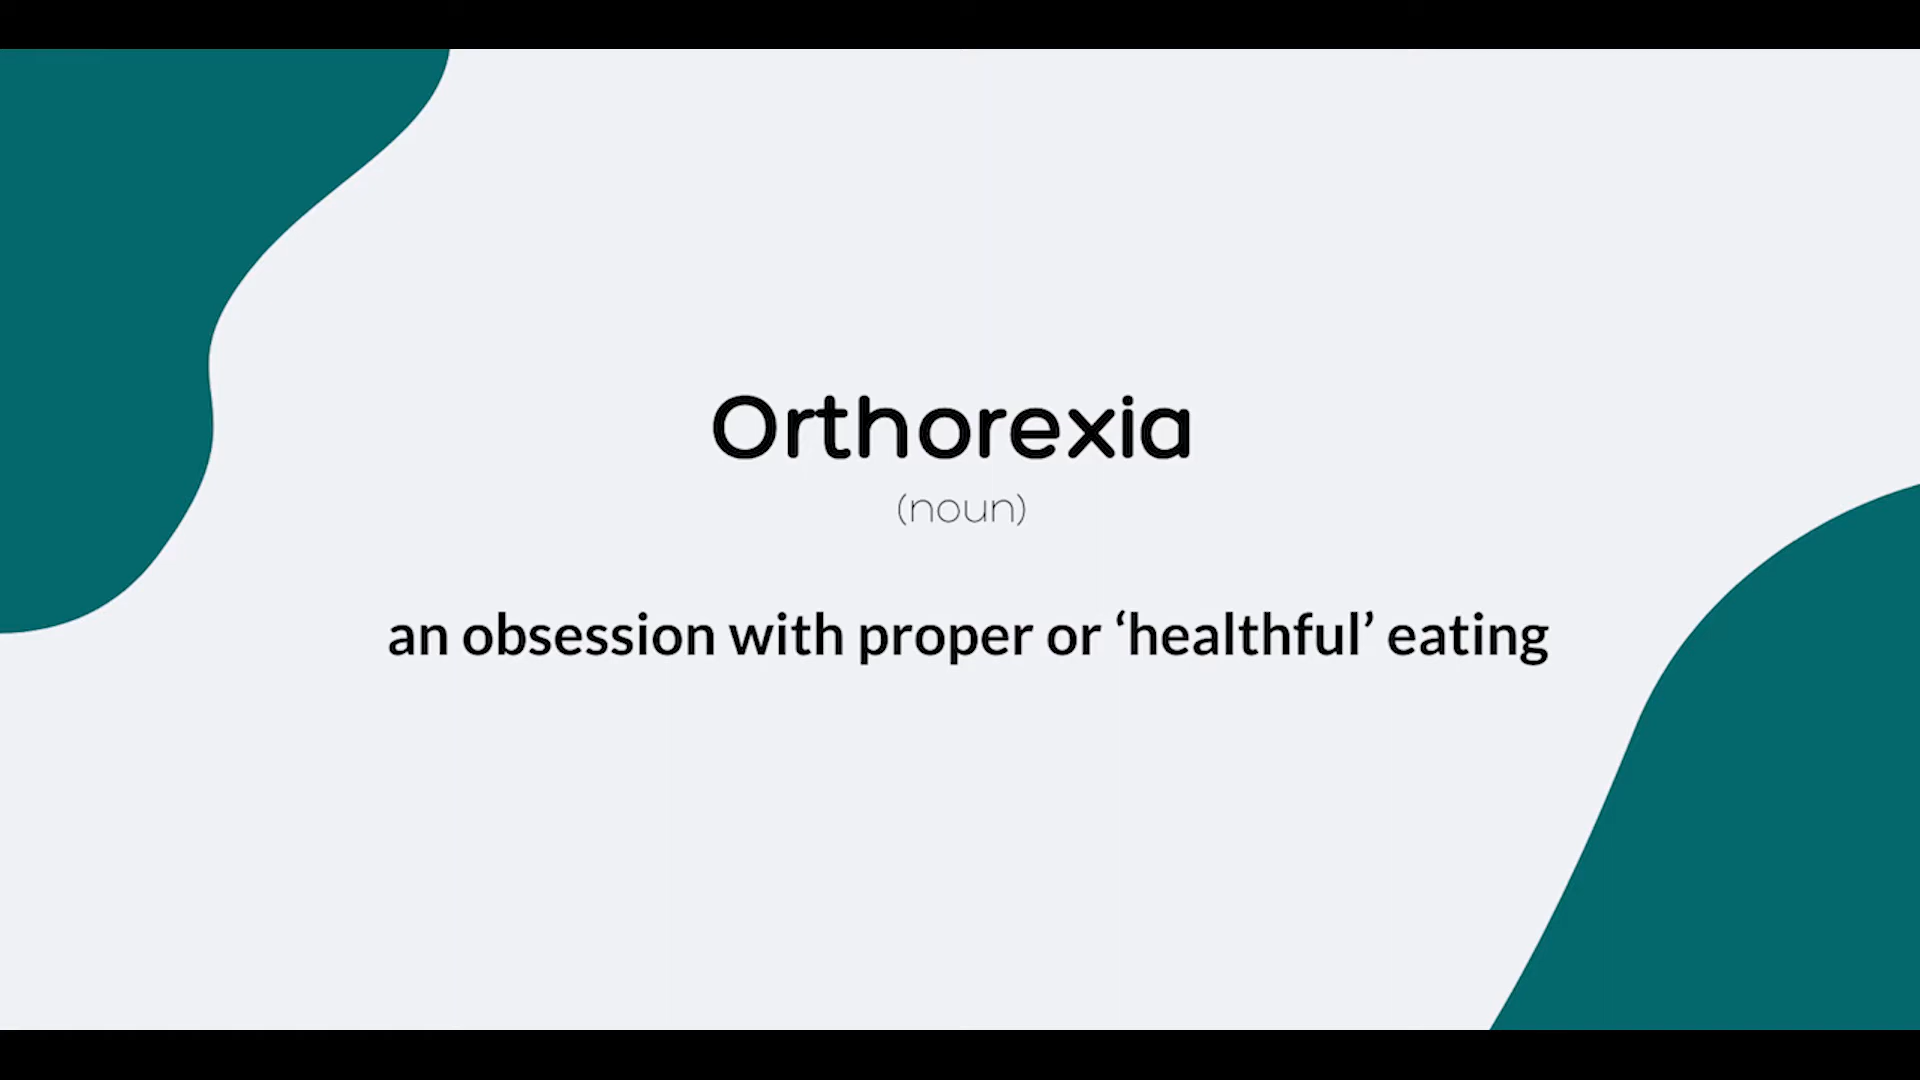 Orthorexia
(noun)
an obsession with proper or ‘healthful’ eating